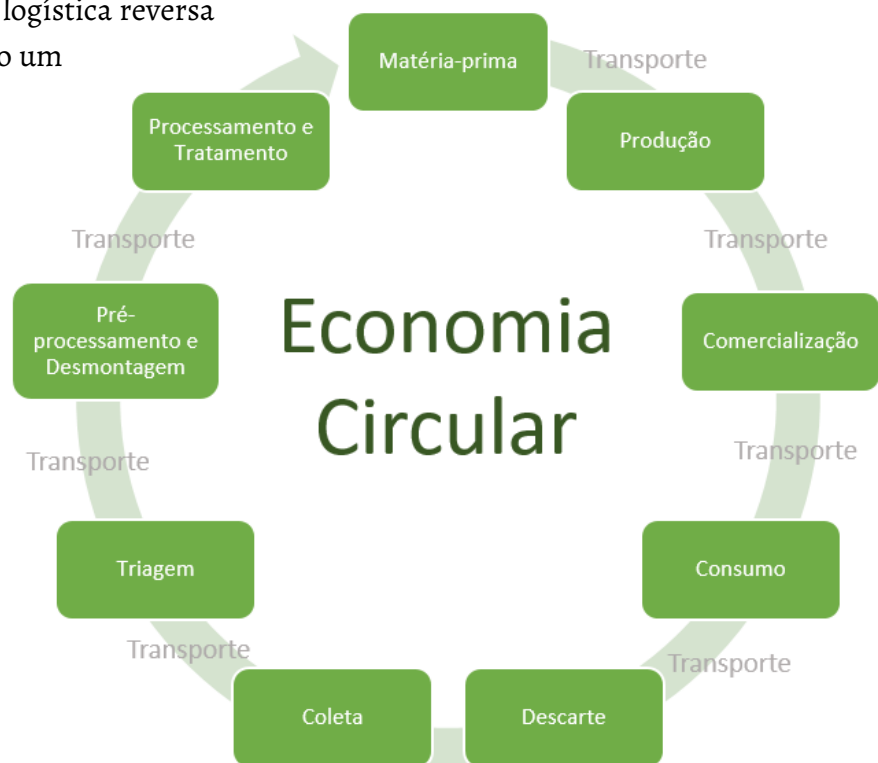 logística reversa
o um
Matéria-prima
Transporte
Produção
Transporte
Comercialização
Transporte
Consumo
Transporte
Descarte
Coleta
Transporte
Triagem
Transporte
Pré-
processamento e
Desmontagem
Transporte
Processamento e
Tratamento
Economia
Circular